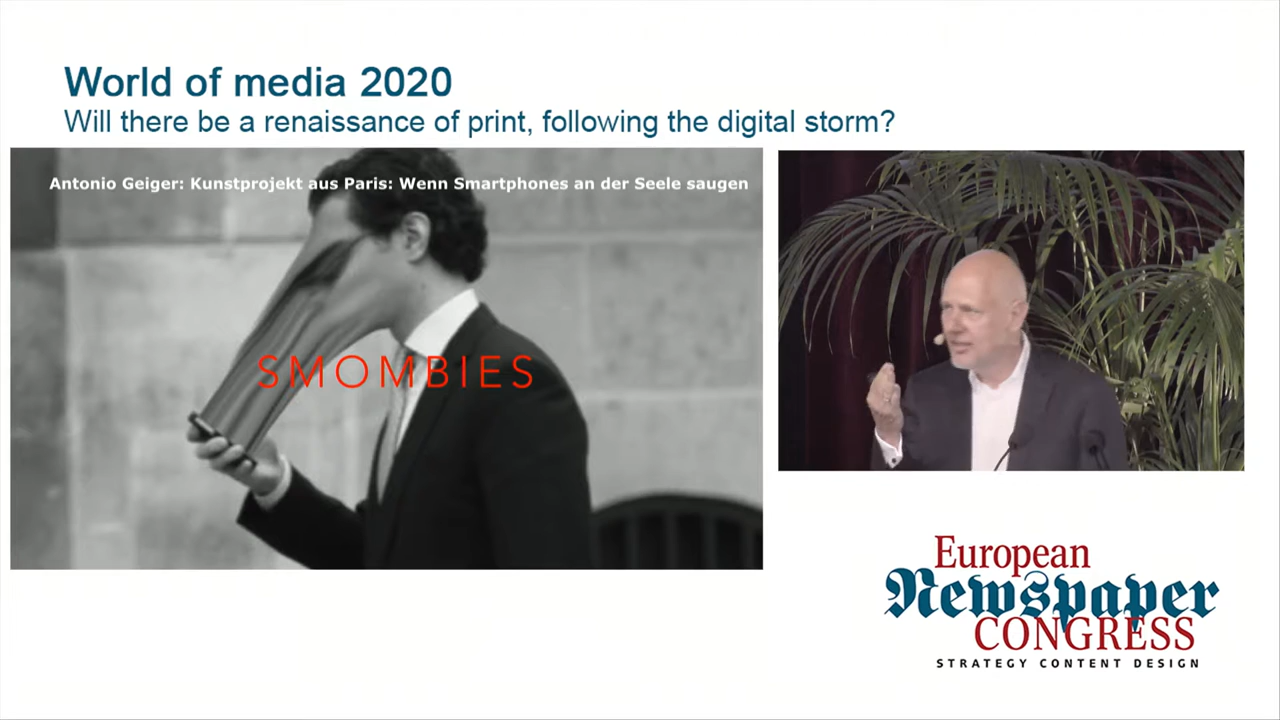 World of media 2020
Will there be a renaissance of print, following the digital storm?
Antonio Geiger: Kunstprojekt aus Paris: Wenn Smartphones an der Seele saugen
SMOMBIES
European
Newspaper
CONGRESS
STRATEGY CONTENT DESIGN